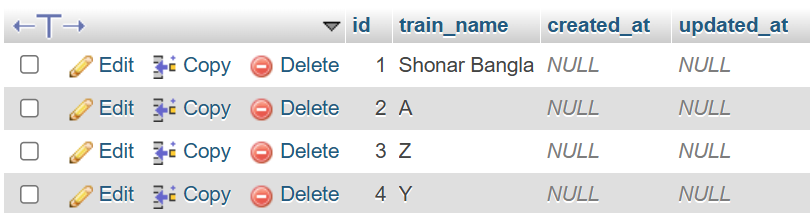 id train_name created_at updated_at
Edit Copy Delete 1 Shonar Bangla NULL NULL
Edit Copy Delete 2 A NULL NULL
Edit Copy Delete 3 Z NULL NULL
Edit Copy Delete 4 Y NULL NULL